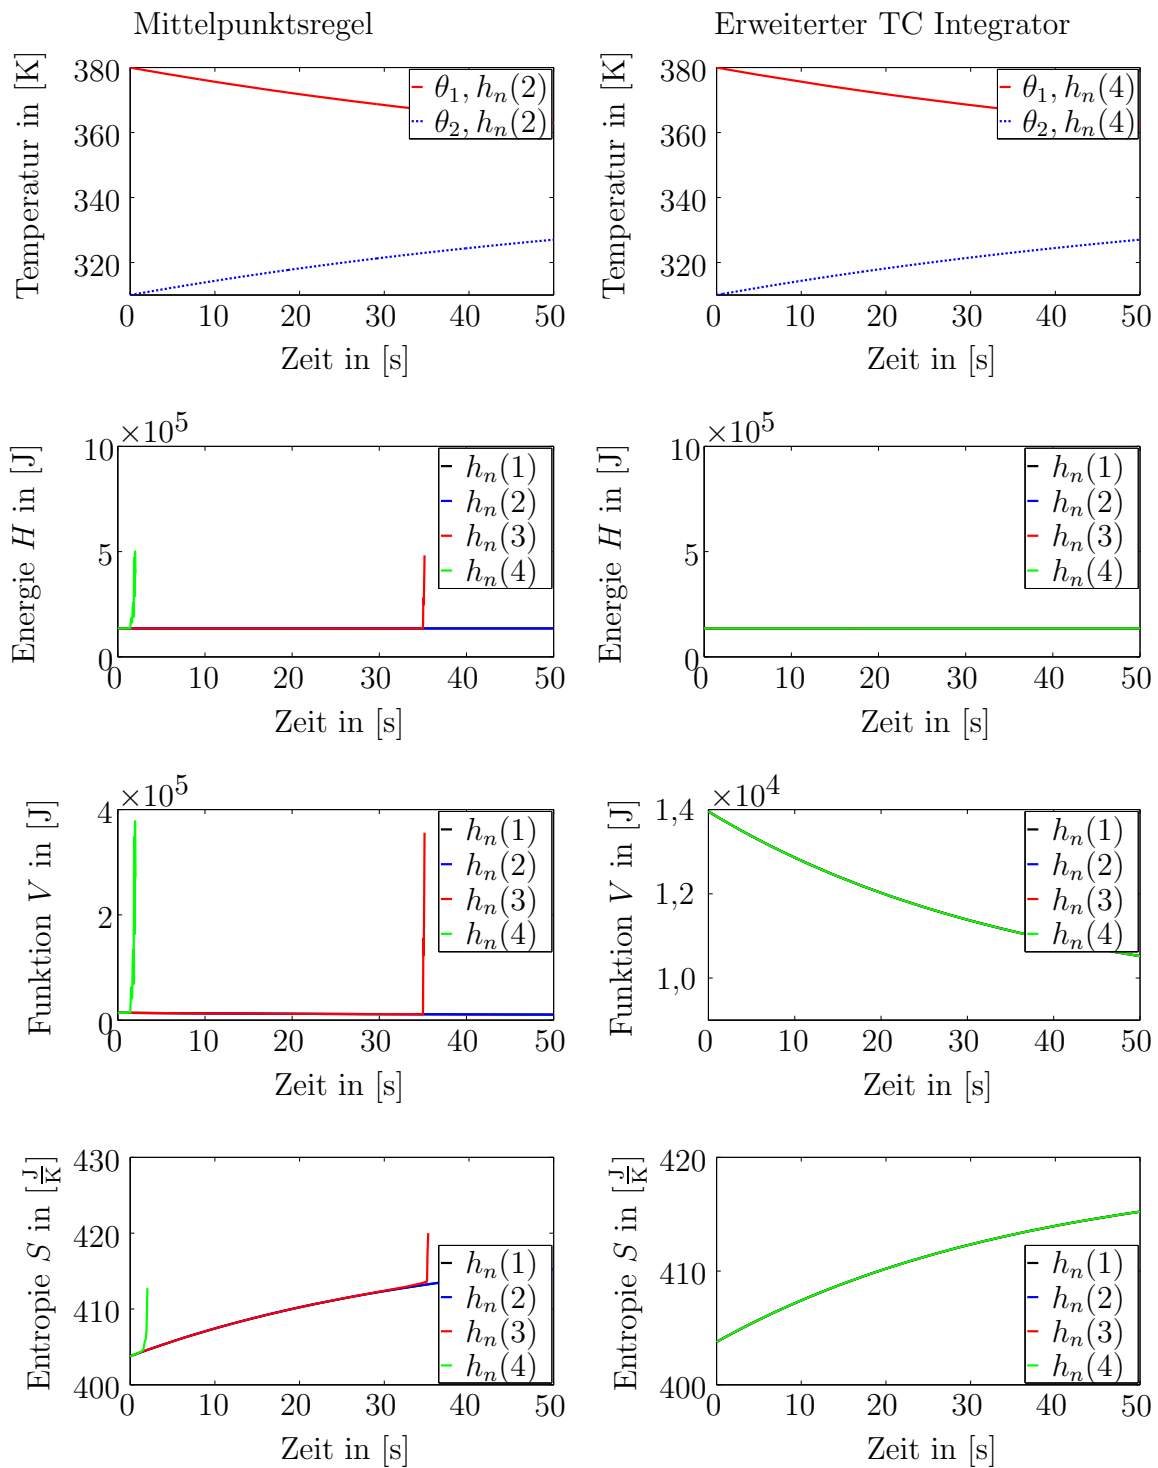 Mittelpunktsregel
Erweiterter TC Integrator
Temperatur in [K]
380
360
340
320
0 10 20 30 40 50
Zeit in [s]
θ₁, hₙ(2)
θ₂, hₙ(2)
Temperatur in [K]
380
360
340
320
0 10 20 30 40 50
Zeit in [s]
θ₁, hₙ(4)
θ₂, hₙ(4)
Energie H in [J]
×10⁵
10
5
0
0 10 20 30 40 50
Zeit in [s]
hₙ(1)
hₙ(2)
hₙ(3)
hₙ(4)
Energie H in [J]
×10⁵
10
5
0
0 10 20 30 40 50
Zeit in [s]
hₙ(1)
hₙ(2)
hₙ(3)
hₙ(4)
Funktion V in [J]
×10⁵
4
2
0
0 10 20 30 40 50
Zeit in [s]
hₙ(1)
hₙ(2)
hₙ(3)
hₙ(4)
Funktion V in [J]
×10⁴
1,4
1,2
1,0
0 10 20 30 40 50
Zeit in [s]
hₙ(1)
hₙ(2)
hₙ(3)
hₙ(4)
Entropie S in [J/K]
430
420
410
400
0 10 20 30 40 50
Zeit in [s]
hₙ(1)
hₙ(2)
hₙ(3)
hₙ(4)
Entropie S in [J/K]
420
410
400
0 10 20 30 40 50
Zeit in [s]
hₙ(1)
hₙ(2)
hₙ(3)
hₙ(4)